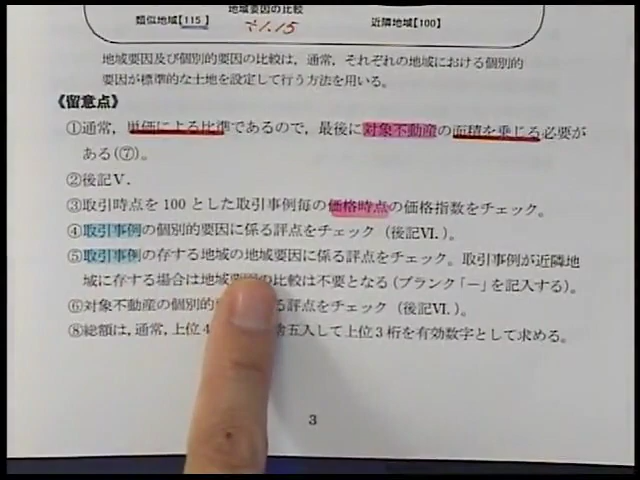 地域要因の比較
類似地域【115】
÷1.15
近隣地域【100】
地域要因及び個別的要因の比較は，通常，それぞれの地域における個別的
要因が標準的な土地を設定して行う方法を用いる。
《留意点》
①通常，単価による比準であるので，最後に対象不動産の面積を乗じる必要が
ある(⑦)。
②後記Ⅴ．
③取引時点を100とした取引事例毎の価格時点の価格指数をチェック。
④取引事例の個別的要因に係る評点をチェック（後記Ⅵ.）。
⑤取引事例の存する地域の地域要因に係る評点をチェック。取引事例が近隣地
域に存する場合は地域の比較は不要となる(ブランク「－」を記入する)。
⑥対象不動産の個別的る評点をチェック（後記Ⅵ.）。
⑧総額は，通常，上位4捨五入して上位3桁を有効数字として求める。
3